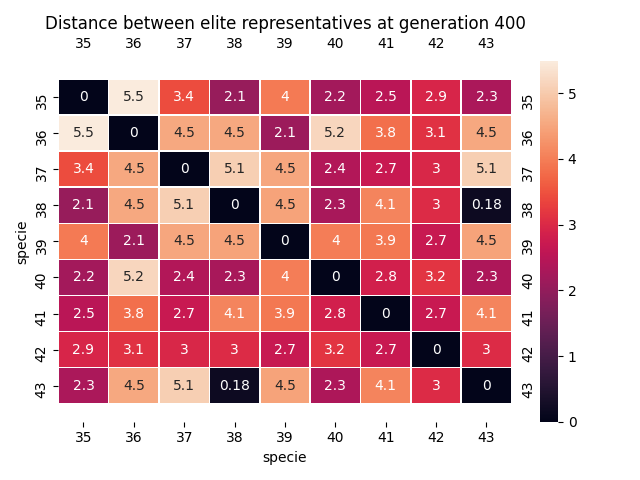 Distance between elite representatives at generation 400
35 36 37 38 39 40 41 42 43
35 0 5.5 3.4 2.1 4 2.2 2.5 2.9 2.3 35
36 5.5 0 4.5 4.5 2.1 5.2 3.8 3.1 4.5 36
37 3.4 4.5 0 5.1 4.5 2.4 2.7 3 5.1 37
38 2.1 4.5 5.1 0 4.5 2.3 4.1 3 0.18 38
39 4 2.1 4.5 4.5 0 4 3.9 2.7 4.5 39
40 2.2 5.2 2.4 2.3 4 0 2.8 3.2 2.3 40
41 2.5 3.8 2.7 4.1 3.9 2.8 0 2.7 4.1 41
42 2.9 3.1 3 3 2.7 3.2 2.7 0 3 42
43 2.3 4.5 5.1 0.18 4.5 2.3 4.1 3 0 43
35 36 37 38 39 40 41 42 43
specie
specie
5
4
3
2
1
0